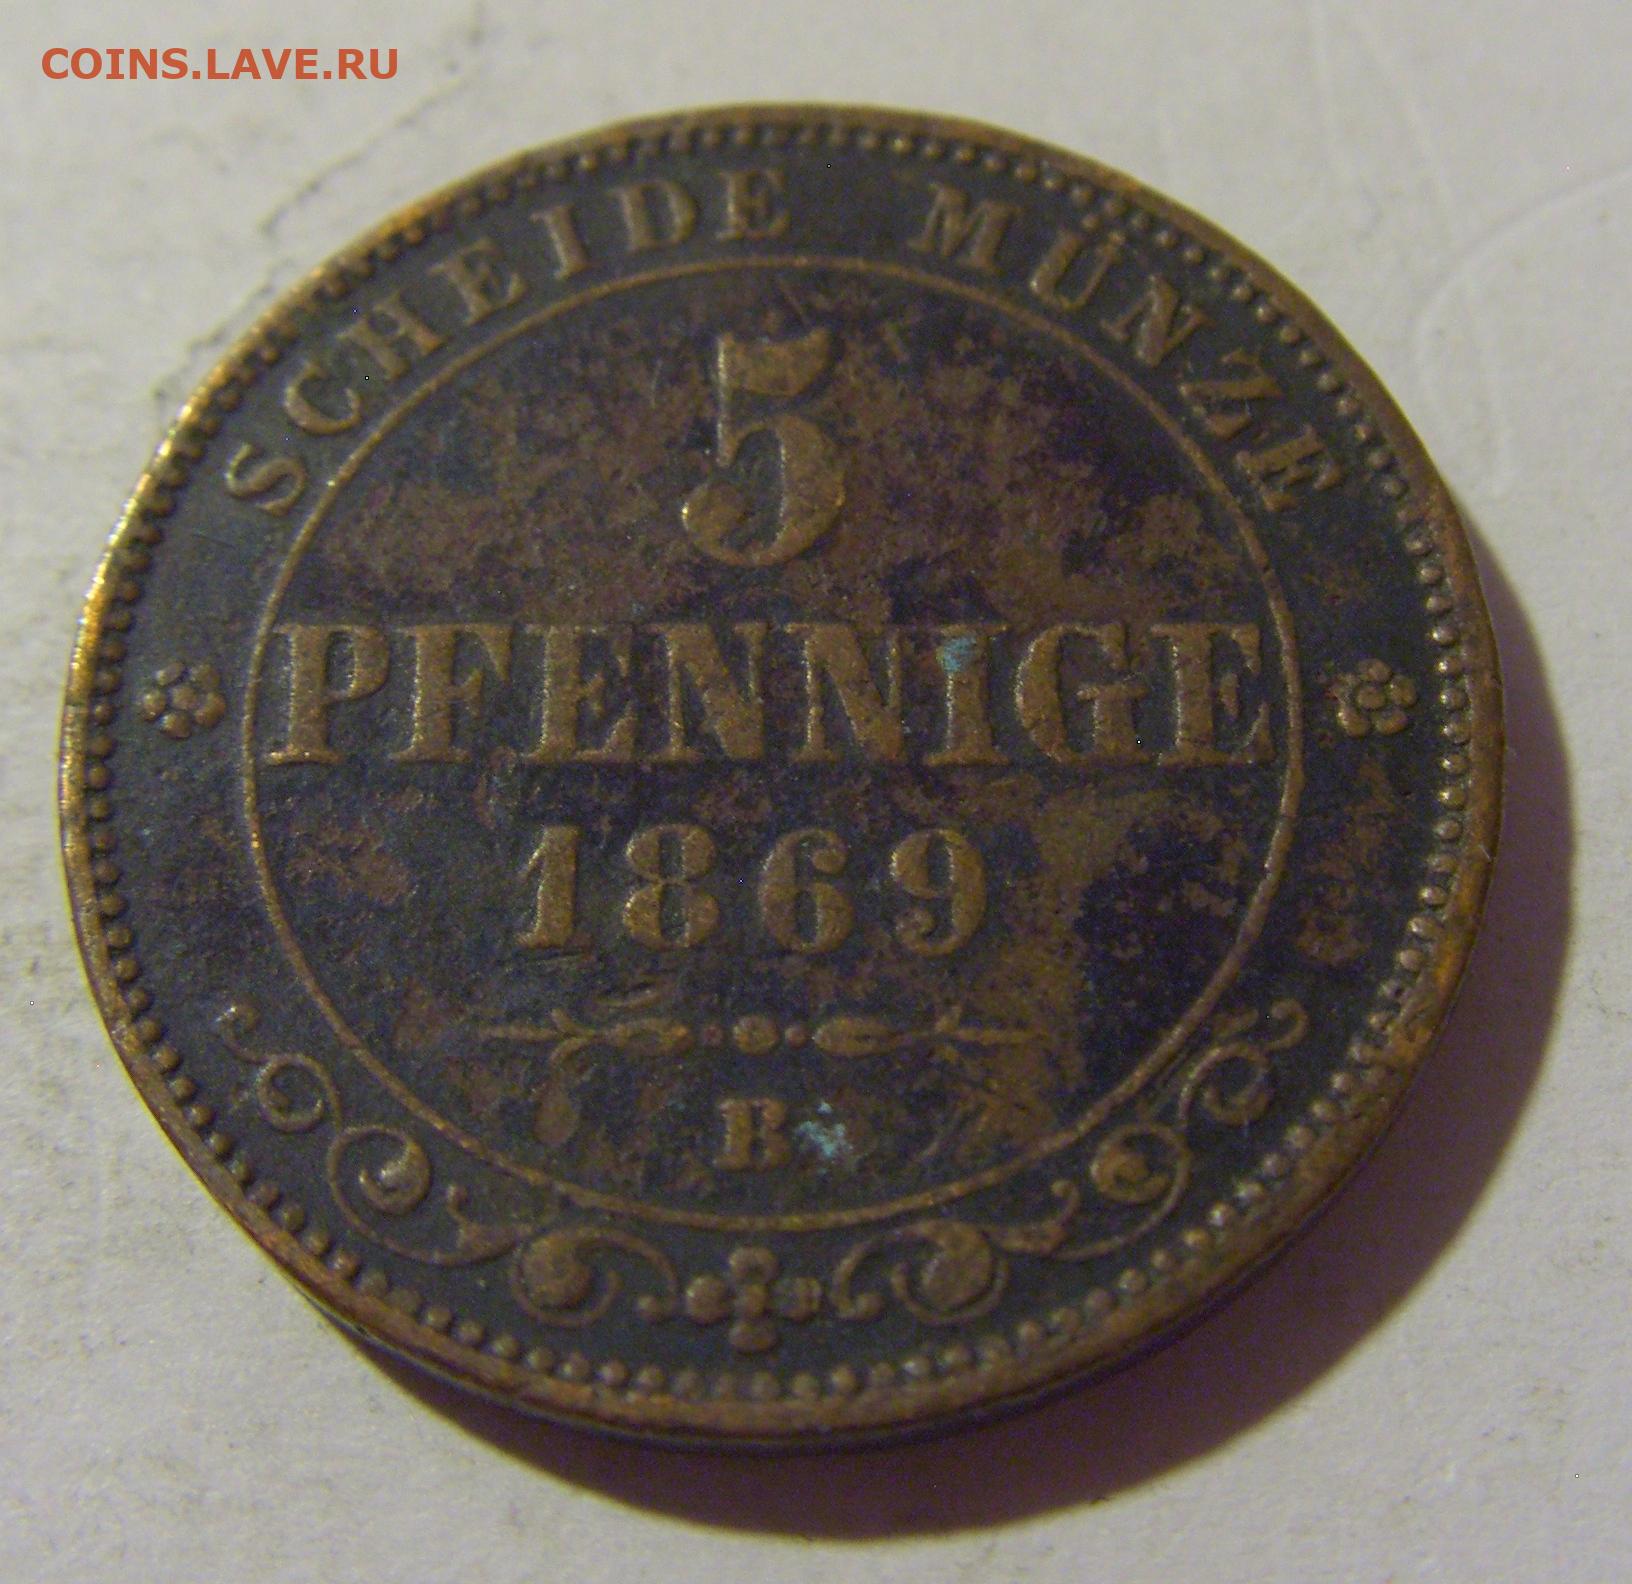 COINS.LAVE.RU
SCHEIDE MÜNZE
5
PFENNIGE
1869
B